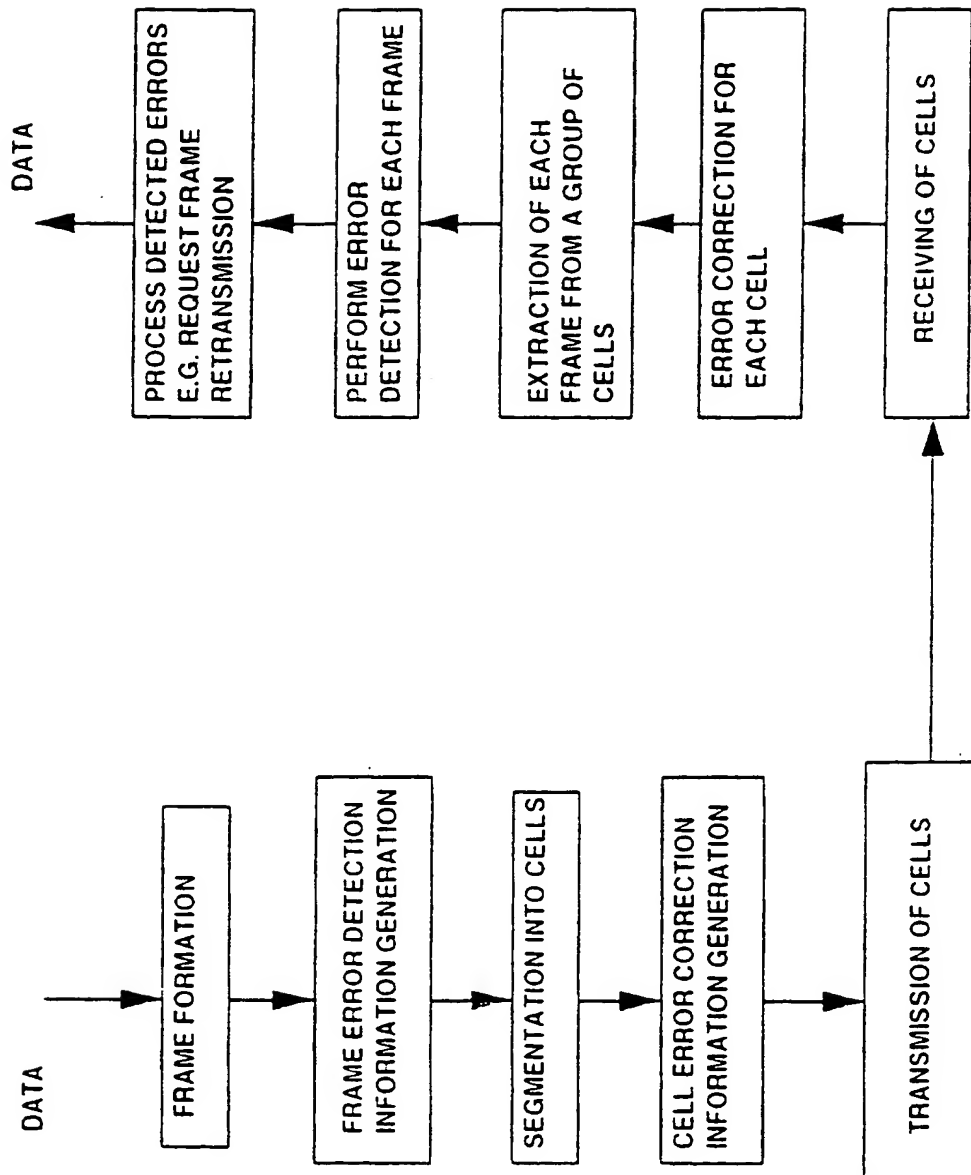 DATA
FRAME FORMATION
FRAME ERROR DETECTION
INFORMATION GENERATION
SEGMENTATION INTO CELLS
CELL ERROR CORRECTION
INFORMATION GENERATION
TRANSMISSION OF CELLS
RECEIVING OF CELLS
ERROR CORRECTION FOR
EACH CELL
EXTRACTION OF EACH
FRAME FROM A GROUP OF
CELLS
PERFORM ERROR
DETECTION FOR EACH FRAME
PROCESS DETECTED ERRORS
E.G. REQUEST FRAME
RETRANSMISSION
DATA